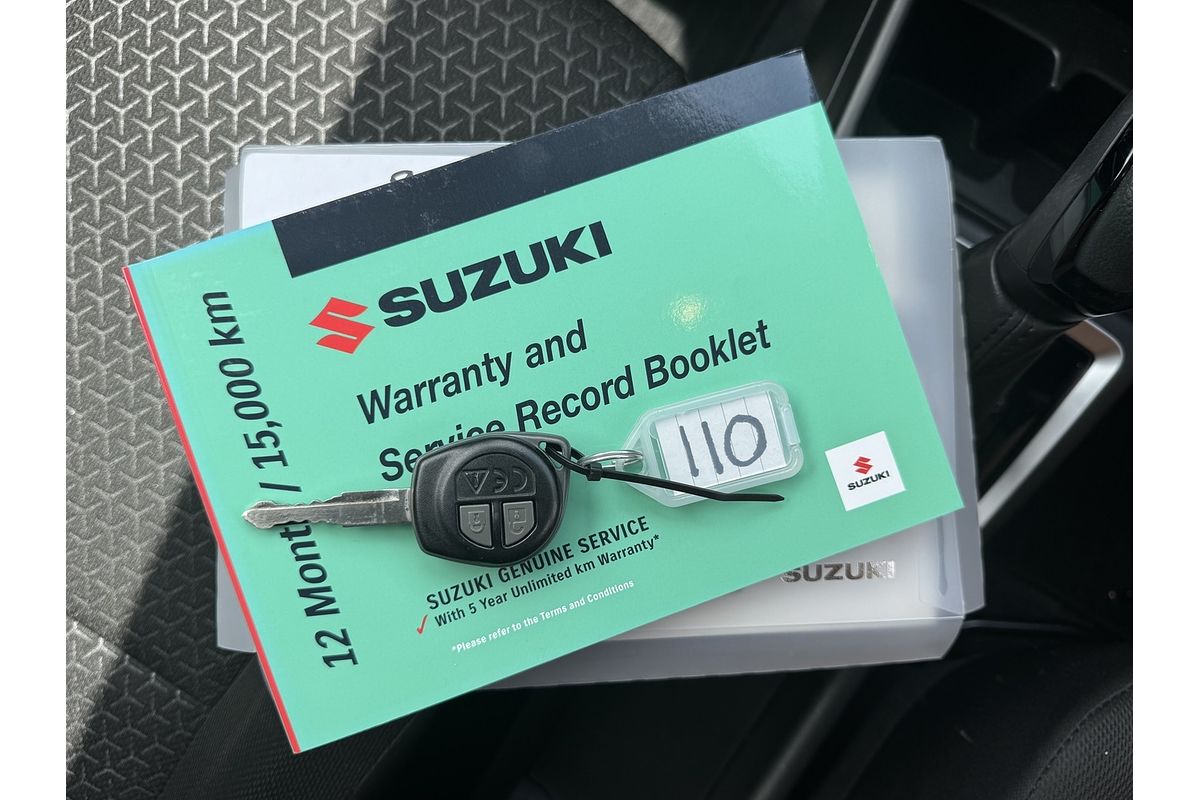 SUZUKI
Warranty and
Service Record Booklet
12 Months / 15,000 km
110
SUZUKI
SUZUKI GENUINE SERVICE
With 5 Year Unlimited km Warranty*
*Please refer to the Terms and Conditions
SUZUKI